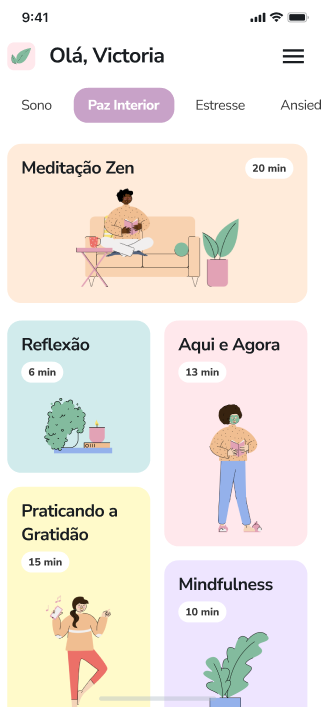 9:41
Olá, Victoria
Sono
Paz Interior
Estresse
Ansied
Meditação Zen
20 min
Reflexão
6 min
Aqui e Agora
13 min
Praticando a
Gratidão
15 min
Mindfulness
10 min